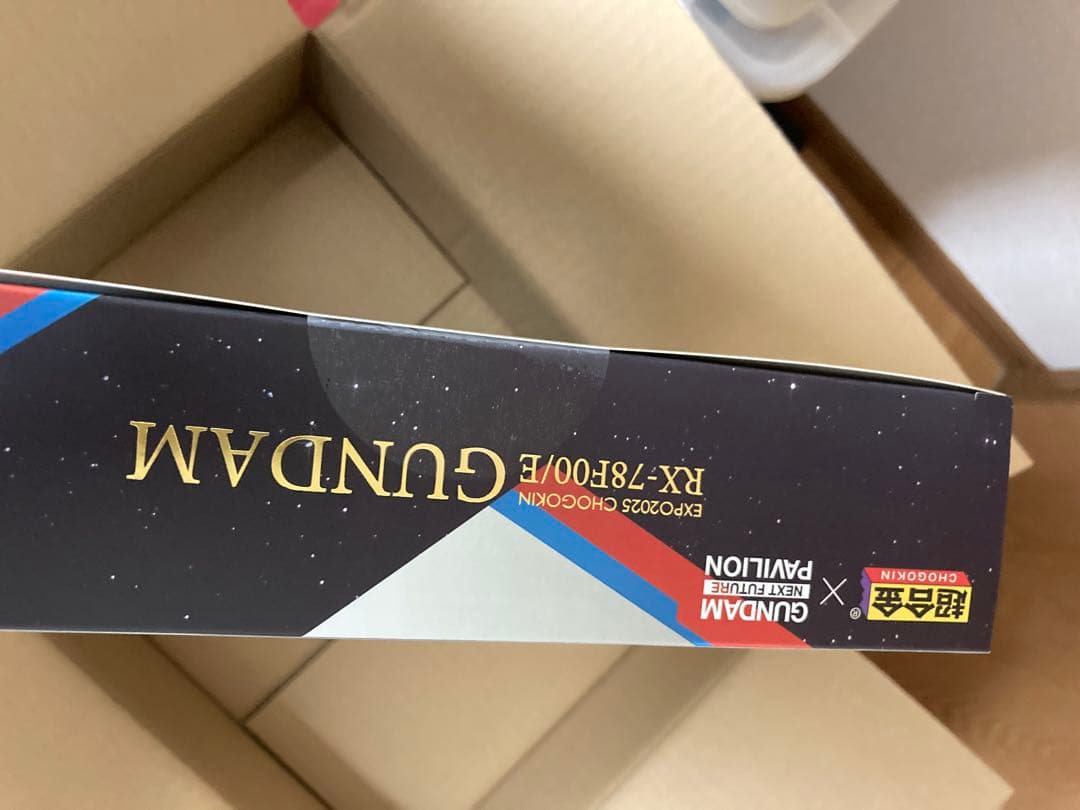 超合金®
CHOGOKIN
×
GUNDAM
NEXT FUTURE
PAVILION
EXPO2025 CHOGOKIN
RX-78F00/E GUNDAM